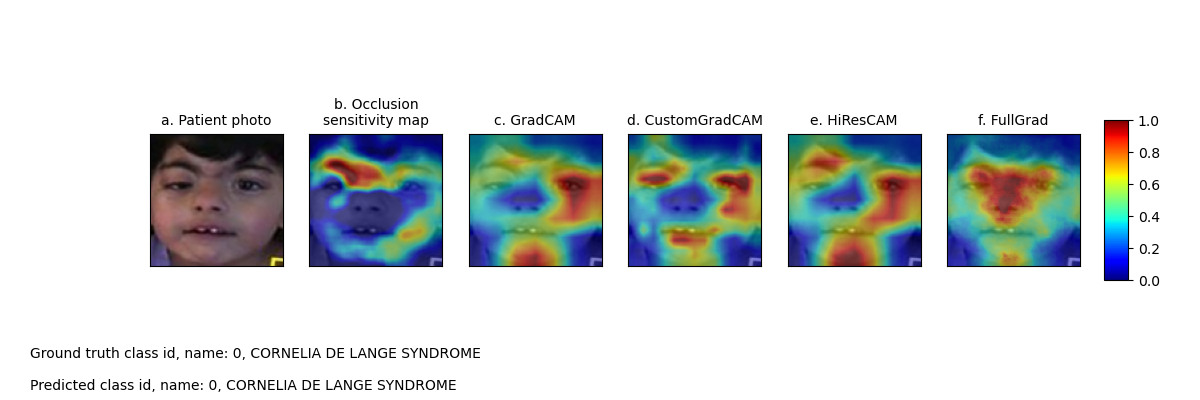 b. Occlusion
a. Patient photo sensitivity map c. GradCAM d. CustomGradCAM e. HiResCAM f. FullGrad
1.0
0.8
0.6
0.4
0.2
0.0
Ground truth class id, name: 0, CORNELIA DE LANGE SYNDROME
Predicted class id, name: 0, CORNELIA DE LANGE SYNDROME